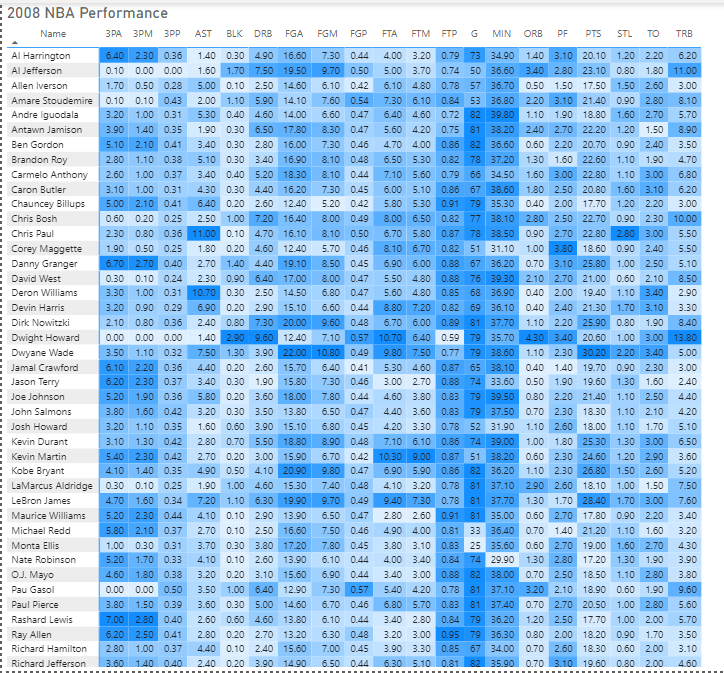 2008 NBA Performance
Name 3PA 3PM 3PP AST BLK DRB FGA FGM FGP FTA FTM FTP G MIN ORB PF PTS STL TO TRB
Al Harrington 6.40 2.30 0.36 1.40 0.30 4.90 16.60 7.30 0.44 4.00 3.20 0.79 73 34.90 1.40 3.10 20.10 1.20 2.20 6.20
Al Jefferson 0.10 0.00 0.00 1.60 1.70 7.50 19.50 9.70 0.50 5.00 3.70 0.74 50 36.60 3.40 2.80 23.10 0.80 1.80 11.00
Allen Iverson 1.70 0.50 0.28 5.00 0.10 2.50 14.60 6.10 0.42 6.10 4.80 0.78 57 36.70 0.50 1.50 17.50 1.50 2.60 3.00
Amare Stoudemire 0.10 0.10 0.43 2.00 1.10 5.90 14.10 7.60 0.54 7.30 6.10 0.84 53 36.80 2.20 3.10 21.40 0.90 2.80 8.10
Andre Iguodala 3.20 1.00 0.31 5.30 0.40 4.60 14.00 6.60 0.47 6.40 4.60 0.72 82 39.80 1.10 1.90 18.80 1.60 2.70 5.70
Antawn Jamison 3.90 1.40 0.35 1.90 0.30 6.50 17.80 8.30 0.47 5.60 4.20 0.75 81 38.20 2.40 2.70 22.20 1.20 1.50 8.90
Ben Gordon 5.10 2.10 0.41 3.40 0.30 2.80 16.00 7.30 0.46 4.70 4.00 0.86 82 36.60 0.60 2.20 20.70 0.90 2.40 3.50
Brandon Roy 2.80 1.10 0.38 5.10 0.30 3.40 16.90 8.10 0.48 6.50 5.30 0.82 78 37.20 1.30 1.60 22.60 1.10 1.90 4.70
Carmelo Anthony 2.60 1.00 0.37 3.40 0.40 5.20 18.30 8.10 0.44 7.10 5.60 0.79 66 34.50 1.60 3.00 22.80 1.10 3.00 6.80
Caron Butler 3.10 1.00 0.31 4.30 0.30 4.40 16.20 7.30 0.45 6.00 5.10 0.86 67 38.60 1.80 2.50 20.80 1.60 3.10 6.20
Chauncey Billups 5.00 2.10 0.41 6.40 0.20 2.60 12.40 5.20 0.42 5.80 5.30 0.91 79 35.30 0.40 2.00 17.70 1.20 2.20 3.00
Chris Bosh 0.60 0.20 0.25 2.50 1.00 7.20 16.40 8.00 0.49 8.00 6.50 0.82 77 38.10 2.80 2.50 22.70 0.90 2.30 10.00
Chris Paul 2.30 0.80 0.36 11.00 0.10 4.70 16.10 8.10 0.50 6.70 5.80 0.87 78 38.50 0.90 2.70 22.80 2.80 3.00 5.50
Corey Maggette 1.90 0.50 0.25 1.80 0.20 4.60 12.40 5.70 0.46 8.10 6.70 0.82 51 31.10 1.00 3.80 18.60 0.90 2.40 5.50
Danny Granger 6.70 2.70 0.40 2.70 1.40 4.40 19.10 8.50 0.45 6.90 6.00 0.88 67 36.20 0.70 3.10 25.80 1.00 2.50 5.10
David West 0.30 0.10 0.24 2.30 0.90 6.40 17.00 8.00 0.47 5.50 4.80 0.88 76 39.30 2.10 2.70 21.00 0.60 2.10 8.50
Deron Williams 3.30 1.00 0.31 10.70 0.30 2.50 14.50 6.80 0.47 5.60 4.80 0.85 68 36.90 0.40 2.00 19.40 1.10 3.40 2.90
Devin Harris 3.20 0.90 0.29 6.90 0.20 2.90 15.10 6.60 0.44 8.80 7.20 0.82 69 36.10 0.40 2.40 21.30 1.70 3.10 3.30
Dirk Nowitzki 2.10 0.80 0.36 2.40 0.80 7.30 20.00 9.60 0.48 6.70 6.00 0.89 81 37.70 1.10 2.20 25.90 0.80 1.90 8.40
Dwight Howard 0.00 0.00 0.00 1.40 2.90 9.60 12.40 7.10 0.57 10.70 6.40 0.59 79 35.70 4.30 3.40 20.60 1.00 3.00 13.80
Dwyane Wade 3.50 1.10 0.32 7.50 1.30 3.90 22.00 10.80 0.49 9.80 7.50 0.77 79 38.60 1.10 2.30 30.20 2.20 3.40 5.00
Jamal Crawford 6.10 2.20 0.36 4.40 0.20 2.60 15.70 6.40 0.41 5.30 4.60 0.87 65 38.10 0.40 1.40 19.70 0.90 2.30 3.00
Jason Terry 6.20 2.30 0.37 3.40 0.30 1.90 15.80 7.30 0.46 3.00 2.70 0.88 74 33.60 0.50 1.90 19.60 1.30 1.60 2.40
Joe Johnson 5.20 1.90 0.36 5.80 0.20 3.60 18.00 7.80 0.44 4.60 3.80 0.83 79 39.50 0.80 2.20 21.40 1.10 2.50 4.40
John Salmons 3.80 1.60 0.42 3.20 0.30 3.50 13.80 6.50 0.47 4.40 3.60 0.83 79 37.50 0.70 2.30 18.30 1.10 2.10 4.20
Josh Howard 3.20 1.10 0.35 1.60 0.60 3.90 15.10 6.80 0.45 4.20 3.30 0.78 52 31.90 1.10 2.60 18.00 1.10 1.70 5.10
Kevin Durant 3.10 1.30 0.42 2.80 0.70 5.50 18.80 8.90 0.48 7.10 6.10 0.86 74 39.00 1.00 1.80 25.30 1.30 3.00 6.50
Kevin Martin 5.40 2.30 0.42 2.70 0.20 3.00 15.90 6.70 0.42 10.30 9.00 0.87 51 38.20 0.60 2.30 24.60 1.20 2.90 3.60
Kobe Bryant 4.10 1.40 0.35 4.90 0.50 4.10 20.90 9.80 0.47 6.90 5.90 0.86 82 36.20 1.10 2.30 26.80 1.50 2.60 5.20
LaMarcus Aldridge 0.30 0.10 0.25 1.90 1.00 4.60 15.30 7.40 0.48 4.10 3.20 0.78 81 37.10 2.90 2.60 18.10 1.00 1.50 7.50
LeBron James 4.70 1.60 0.34 7.20 1.10 6.30 19.90 9.70 0.49 9.40 7.30 0.78 81 37.70 1.30 1.70 28.40 1.70 3.00 7.60
Maurice Williams 5.20 2.30 0.44 4.10 0.10 2.90 13.90 6.50 0.47 2.80 2.60 0.91 81 35.00 0.60 2.70 17.80 0.90 2.20 3.40
Michael Redd 5.80 2.10 0.37 2.70 0.10 2.50 16.60 7.50 0.46 4.90 4.00 0.81 33 36.40 0.70 1.40 21.20 1.10 1.60 3.20
Monta Ellis 1.00 0.30 0.31 3.70 0.30 3.80 17.20 7.80 0.45 3.80 3.10 0.83 25 35.60 0.60 2.70 19.00 1.60 2.70 4.30
Nate Robinson 5.20 1.70 0.33 4.10 0.10 2.60 13.90 6.10 0.44 4.00 3.40 0.84 74 29.90 1.30 2.80 17.20 1.30 1.90 3.90
O.J. Mayo 4.60 1.80 0.38 3.20 0.20 3.10 15.60 6.90 0.44 3.40 3.00 0.88 82 38.00 0.70 2.50 18.50 1.10 2.80 3.80
Pau Gasol 0.00 0.00 0.50 3.50 1.00 6.40 12.90 7.30 0.57 5.40 4.20 0.78 81 37.10 3.20 2.10 18.90 0.60 1.90 9.60
Paul Pierce 3.80 1.50 0.39 3.60 0.30 5.00 14.60 6.70 0.46 6.80 5.70 0.83 81 37.40 0.70 2.70 20.50 1.00 2.80 5.60
Rashard Lewis 7.00 2.80 0.40 2.60 0.60 4.60 13.80 6.10 0.44 3.40 2.80 0.84 79 36.20 1.20 2.50 17.70 1.00 2.00 5.70
Ray Allen 6.20 2.50 0.41 2.80 0.20 2.70 13.20 6.30 0.48 3.20 3.00 0.95 79 36.30 0.80 2.00 18.20 0.90 1.70 3.50
Richard Hamilton 2.80 1.00 0.37 4.40 0.10 2.40 15.60 7.00 0.45 3.90 3.30 0.85 67 34.00 0.70 2.60 18.30 0.60 2.00 3.10
Richard Jefferson 3.60 1.40 0.40 2.40 0.20 3.90 14.90 6.50 0.44 6.30 5.10 0.81 82 35.90 0.70 3.10 19.60 0.80 2.00 4.60